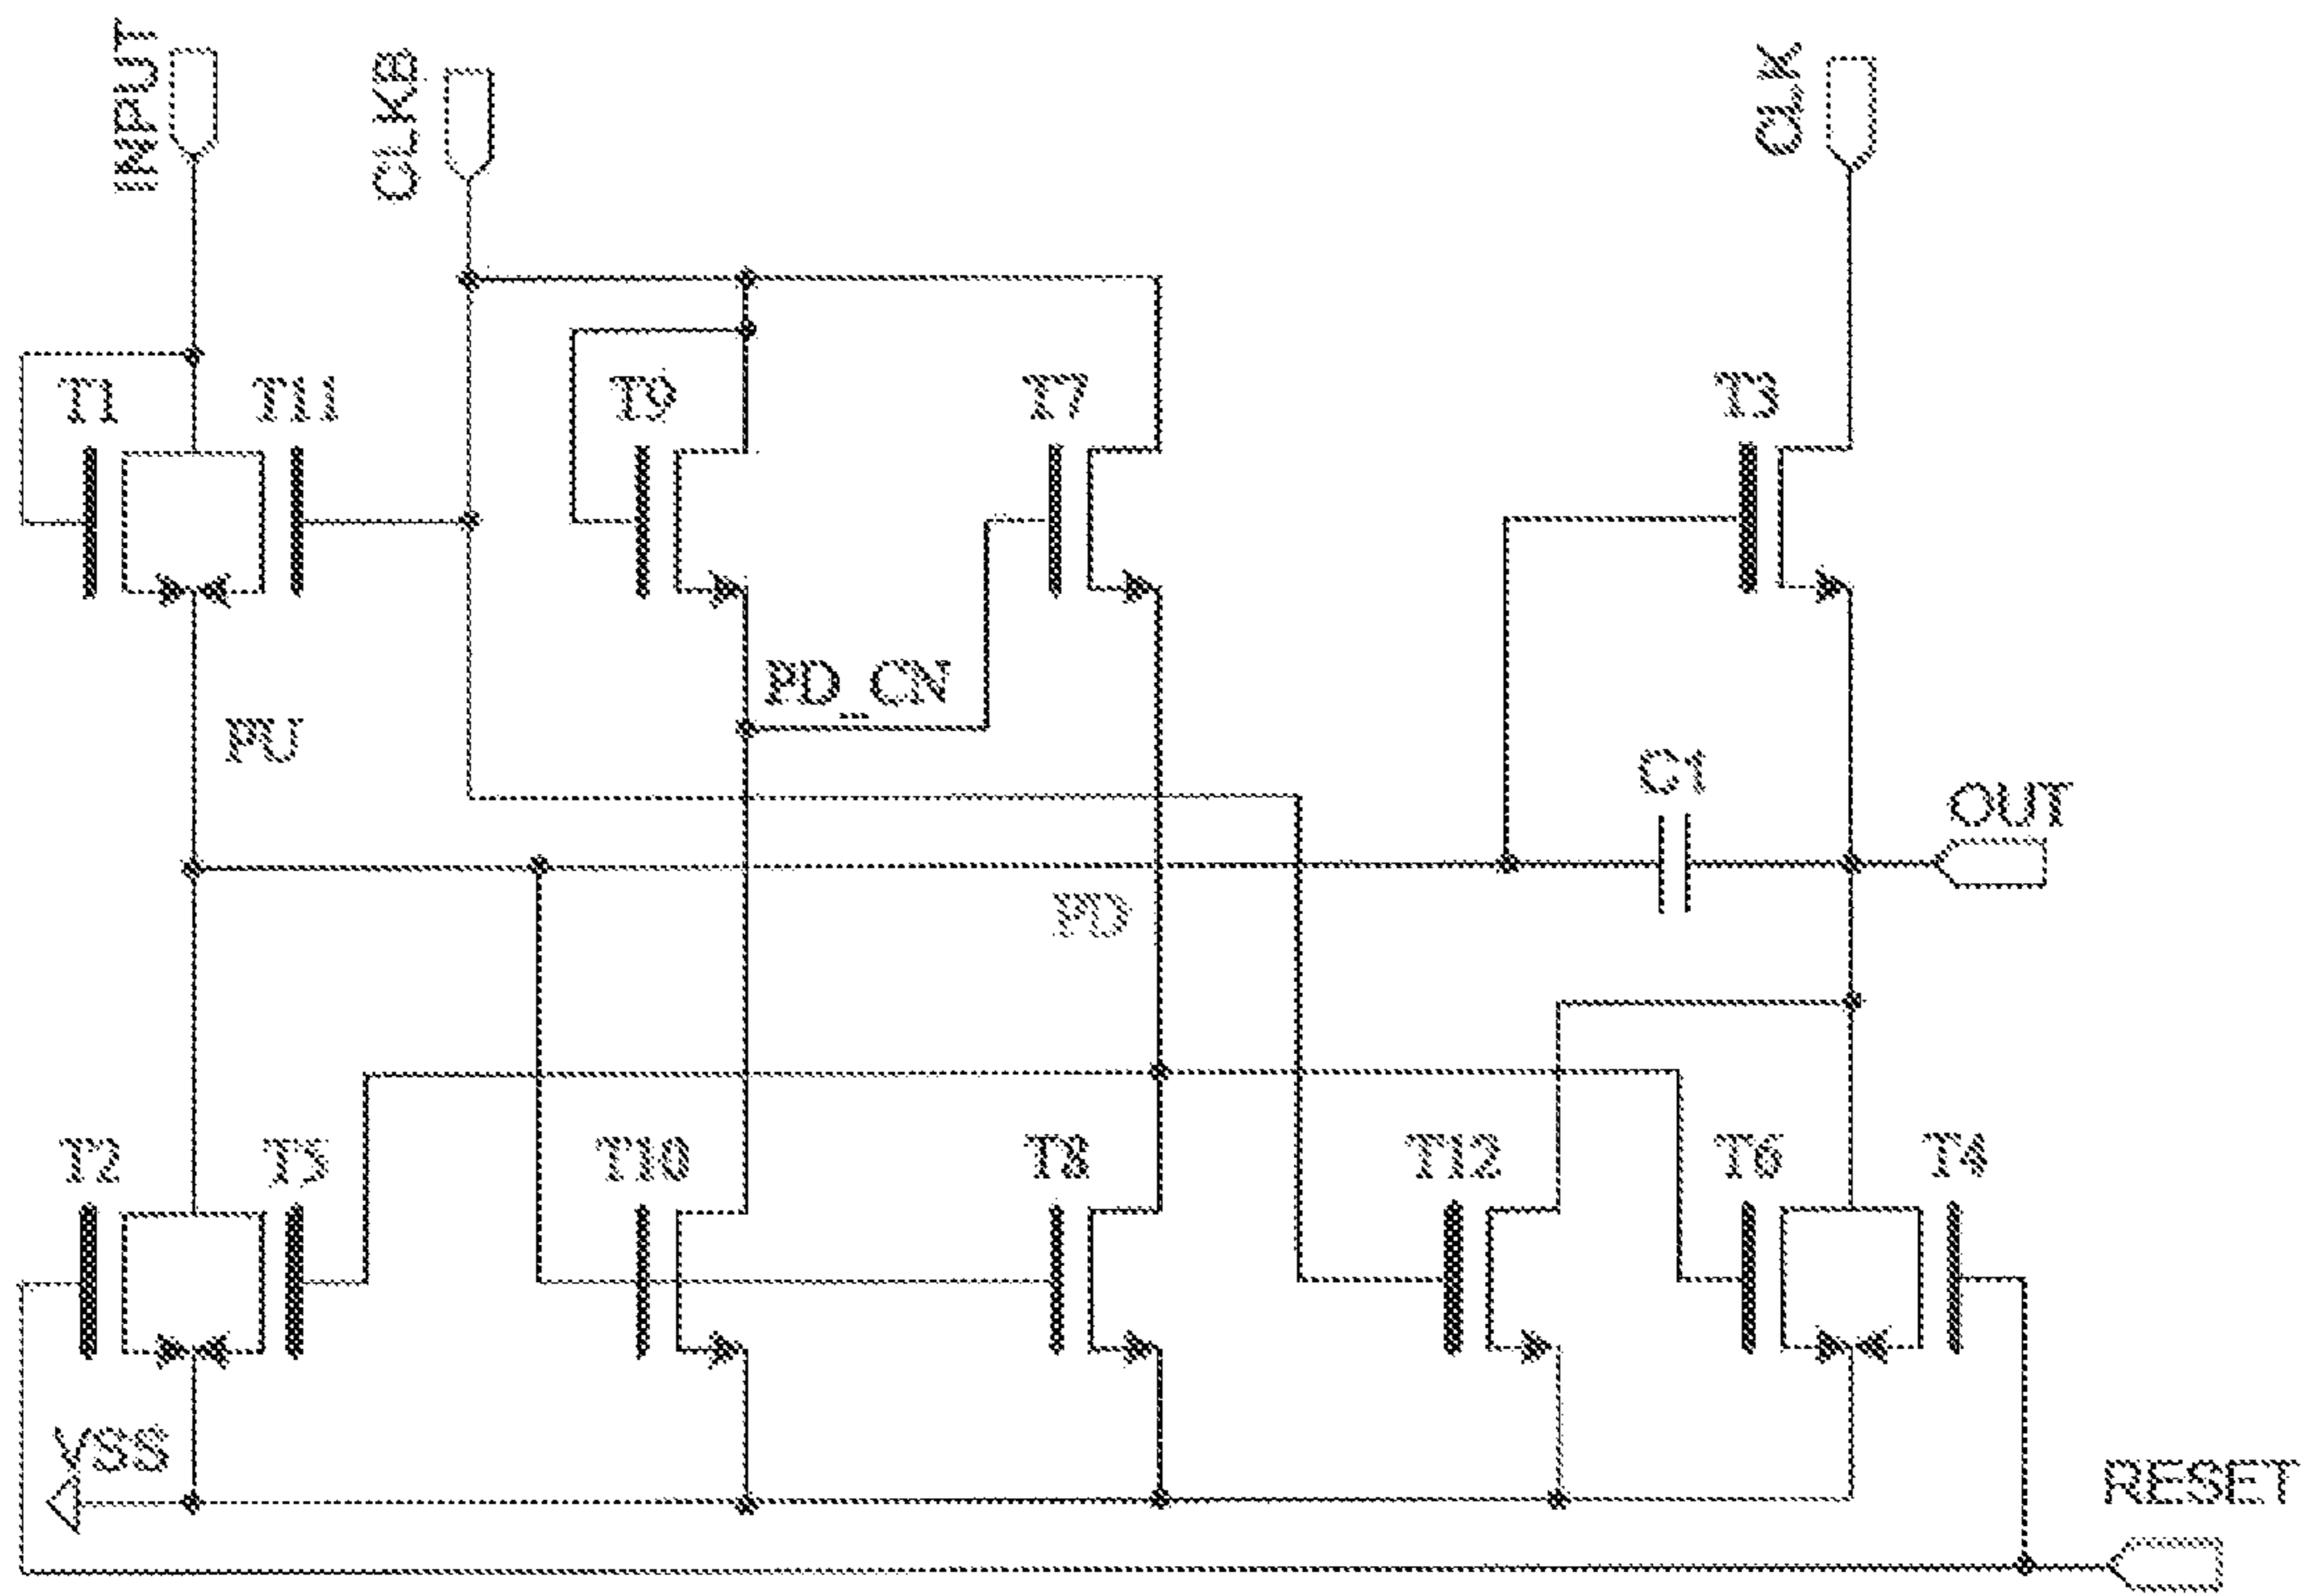 INPUT
CLKB
CLK
T1
T11
T9
T7
T3
PD_CN
PU
C1
OUT
PD
T2
T5
T10
T8
T12
T6
T4
VSS
RESET